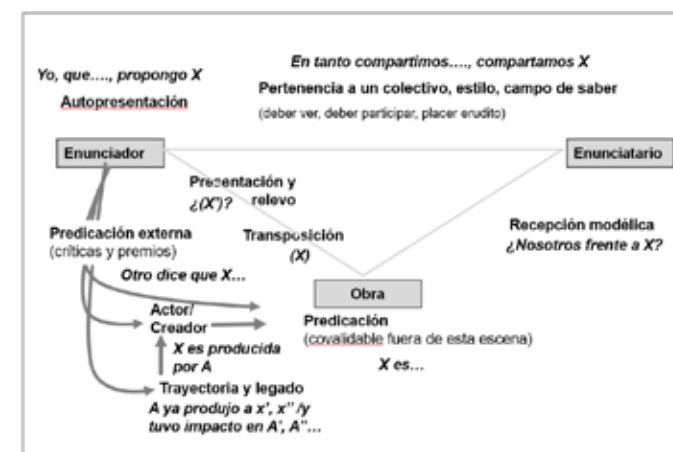 En tanto compartimos…., compartamos X
Yo, que…., propongo X
Pertenencia a un colectivo, estilo, campo de saber
Autopresentación
(deber ver, deber participar, placer erudito)
Enunciador
Enunciatario
Presentación y
¿(X')? relevo
Predicación externa
(críticas y premios)
Transposición
(X)
Recepción modélica
¿Nosotros frente a X?
Otro dice que X…
Obra
Actor/
Creador
Predicación
(covalidable fuera de esta escena)
X es…
X es producida
por A
Trayectoria y legado
A ya produjo a x', x'' /y
tuvo impacto en A', A''…